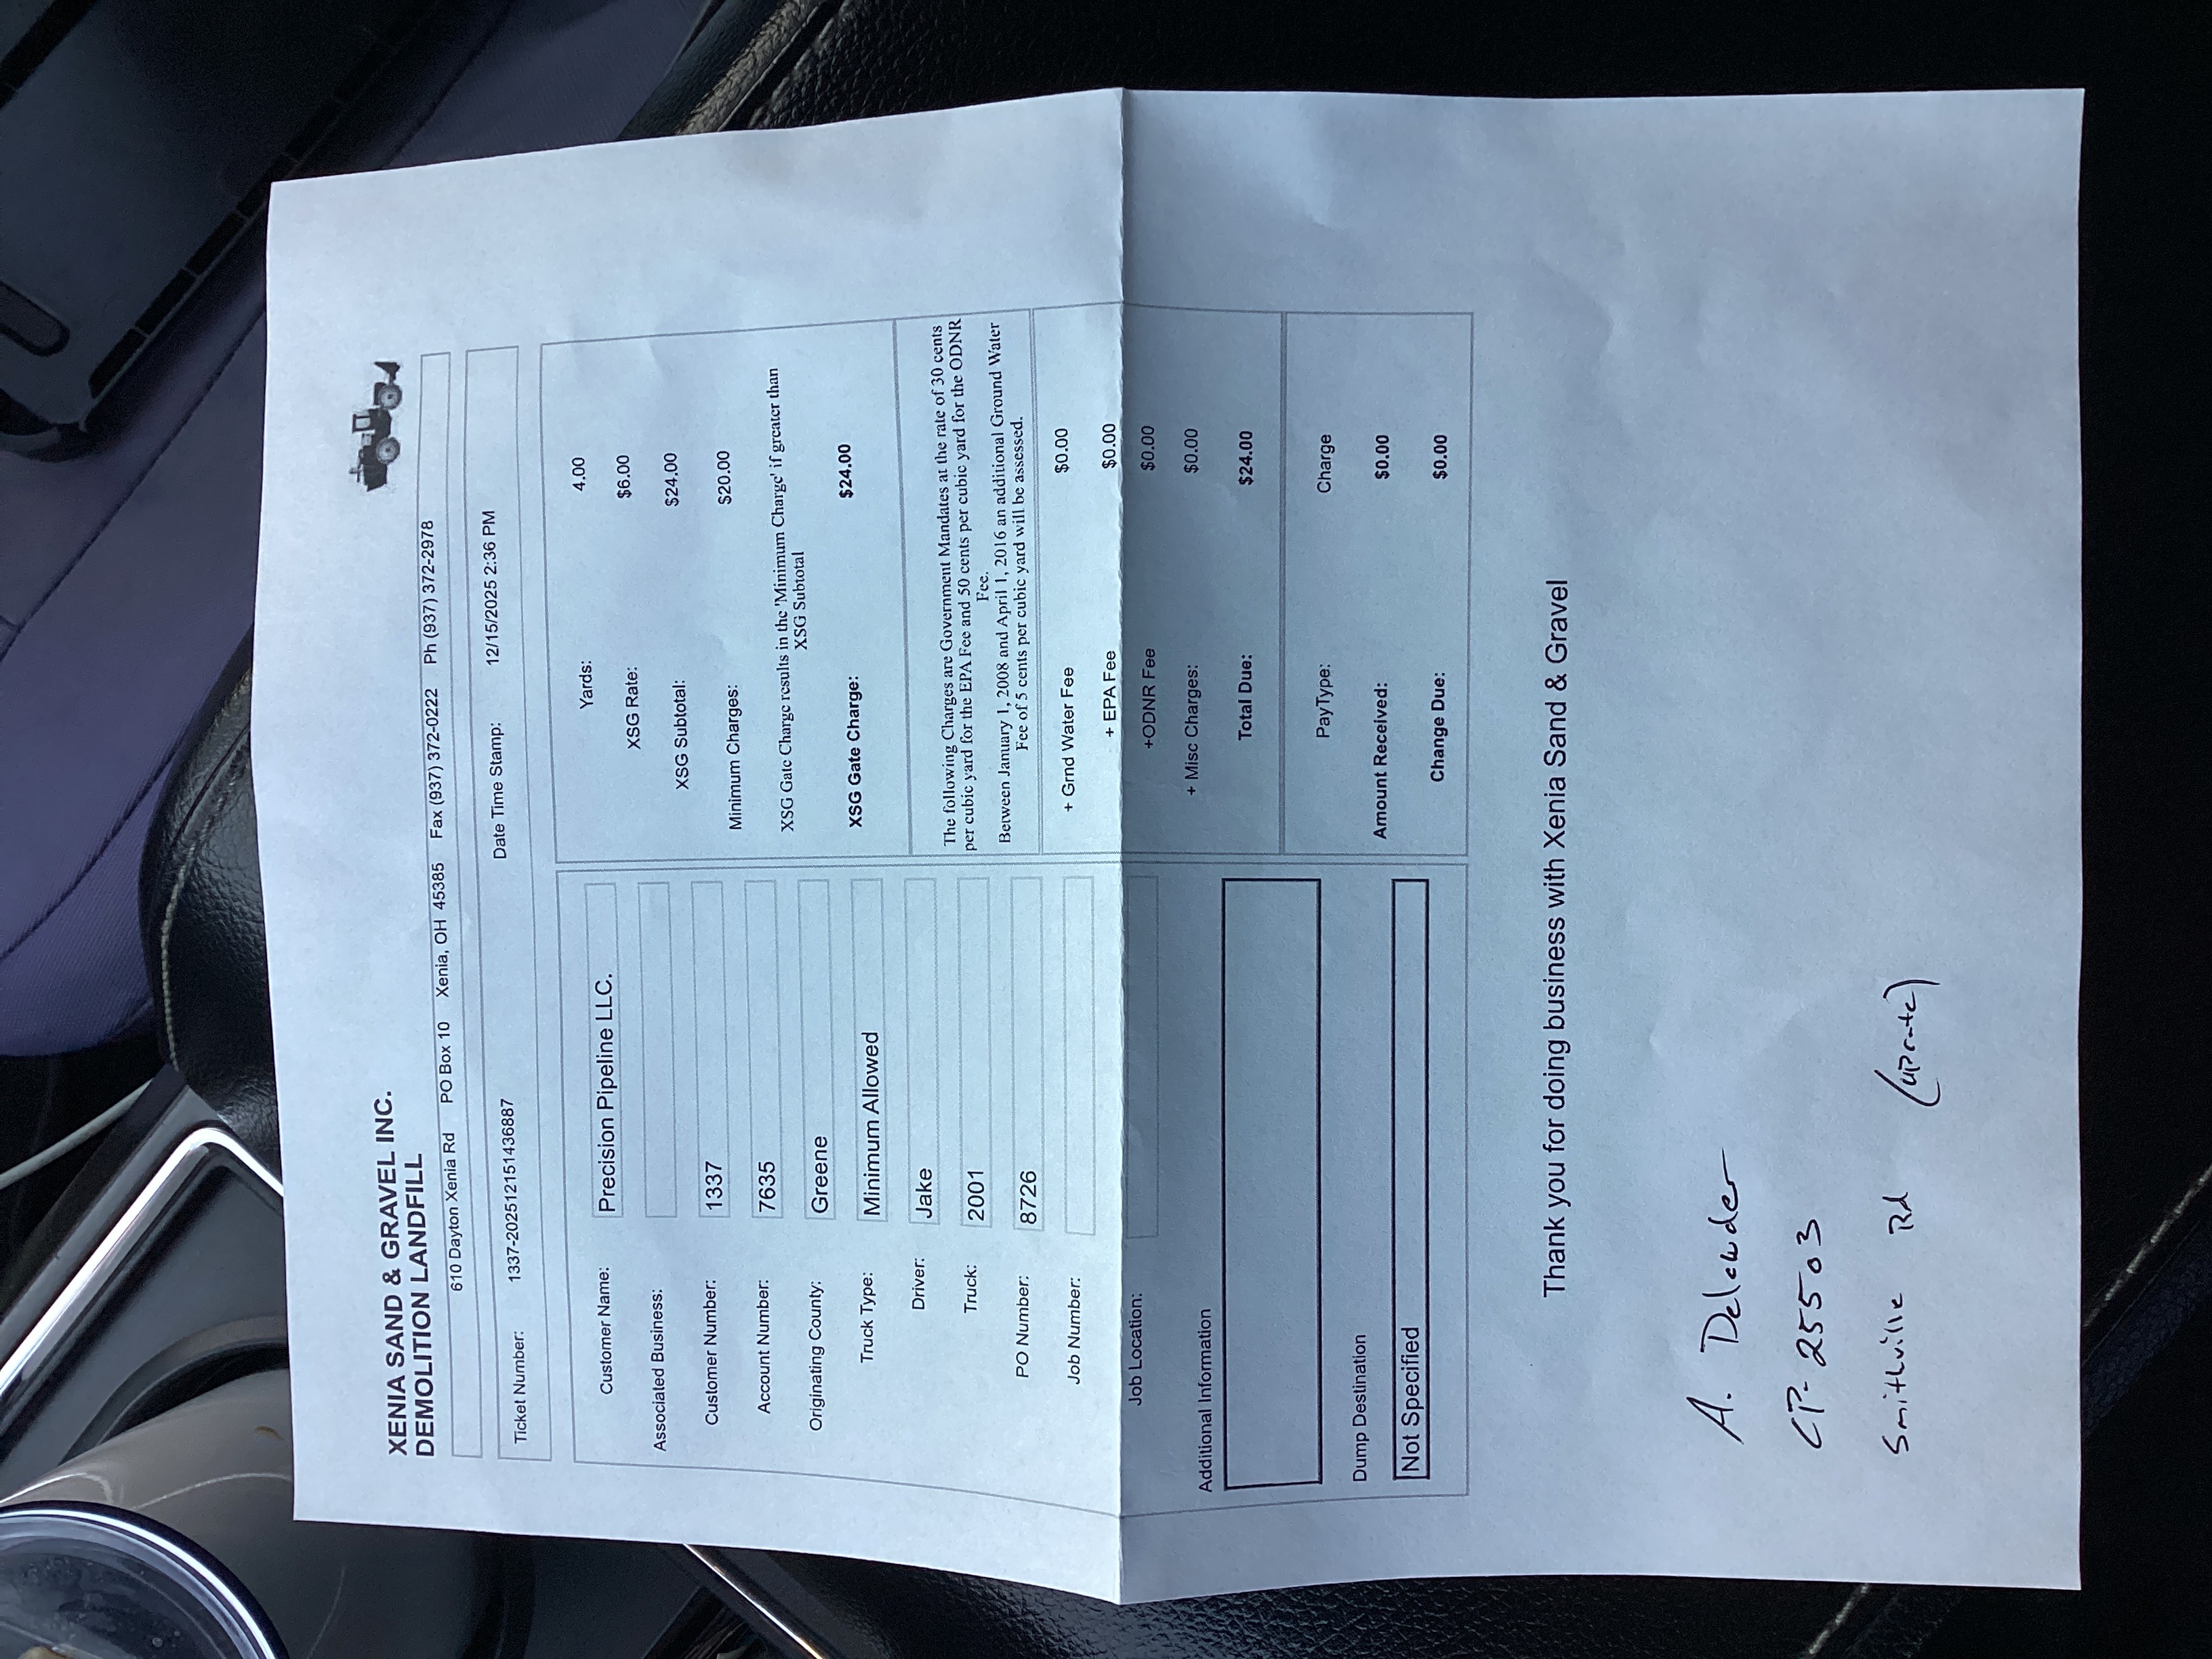 XENIA SAND & GRAVEL INC.
DEMOLITION LANDFILL
610 Dayton Xenia Rd PO Box 10 Xenia, OH 45385 Fax (937) 372-0222 Ph (937) 372-2978
Ticket Number: 1337-20251215143687 Date Time Stamp: 12/15/2025 2:36 PM
Customer Name: Precision Pipeline LLC.
Associated Business:
Customer Number: 1337
Account Number: 7635
Originating County: Greene
Truck Type: Minimum Allowed
Driver: Jake
Truck: 2001
PO Number: 8726
Job Number:
Job Location:
Additional Information
Dump Destination
Not Specified
Yards: 4.00
XSG Rate: $6.00
XSG Subtotal: $24.00
Minimum Charges: $20.00
XSG Gate Charge results in the 'Minimum Charge' if greater than
XSG Subtotal
XSG Gate Charge: $24.00
The following Charges are Government Mandates at the rate of 30 cents
per cubic yard for the EPA Fee and 50 cents per cubic yard for the ODNR
Fee.
Between January 1, 2008 and April 1, 2016 an additional Ground Water
Fee of 5 cents per cubic yard will be assessed.
+ Grnd Water Fee $0.00
+ EPA Fee $0.00
+ODNR Fee $0.00
+ Misc Charges: $0.00
Total Due: $24.00
PayType: Charge
Amount Received: $0.00
Change Due: $0.00
Thank you for doing business with Xenia Sand & Gravel
A. Delawder
CP-25503
Smithville Rd (uprate)